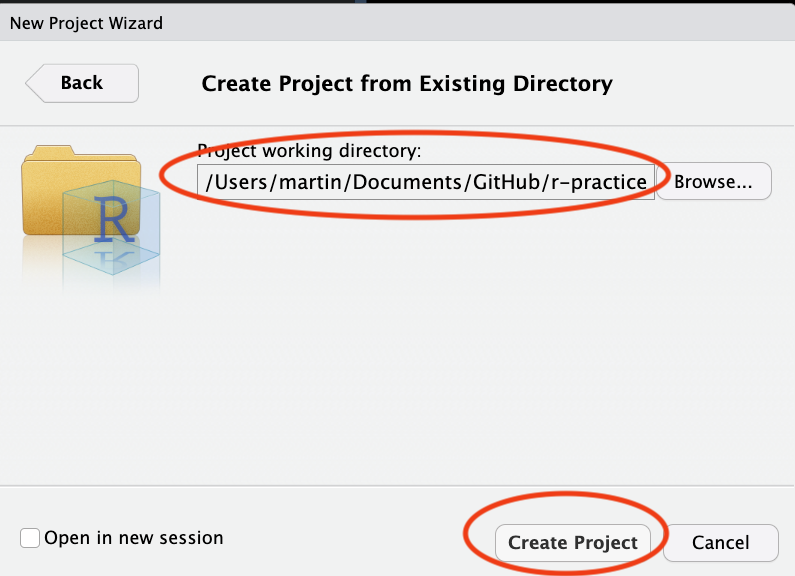 New Project Wizard
Back
Create Project from Existing Directory
Project working directory:
/Users/martin/Documents/GitHub/r-practice
Browse...
R
Open in new session
Create Project
Cancel